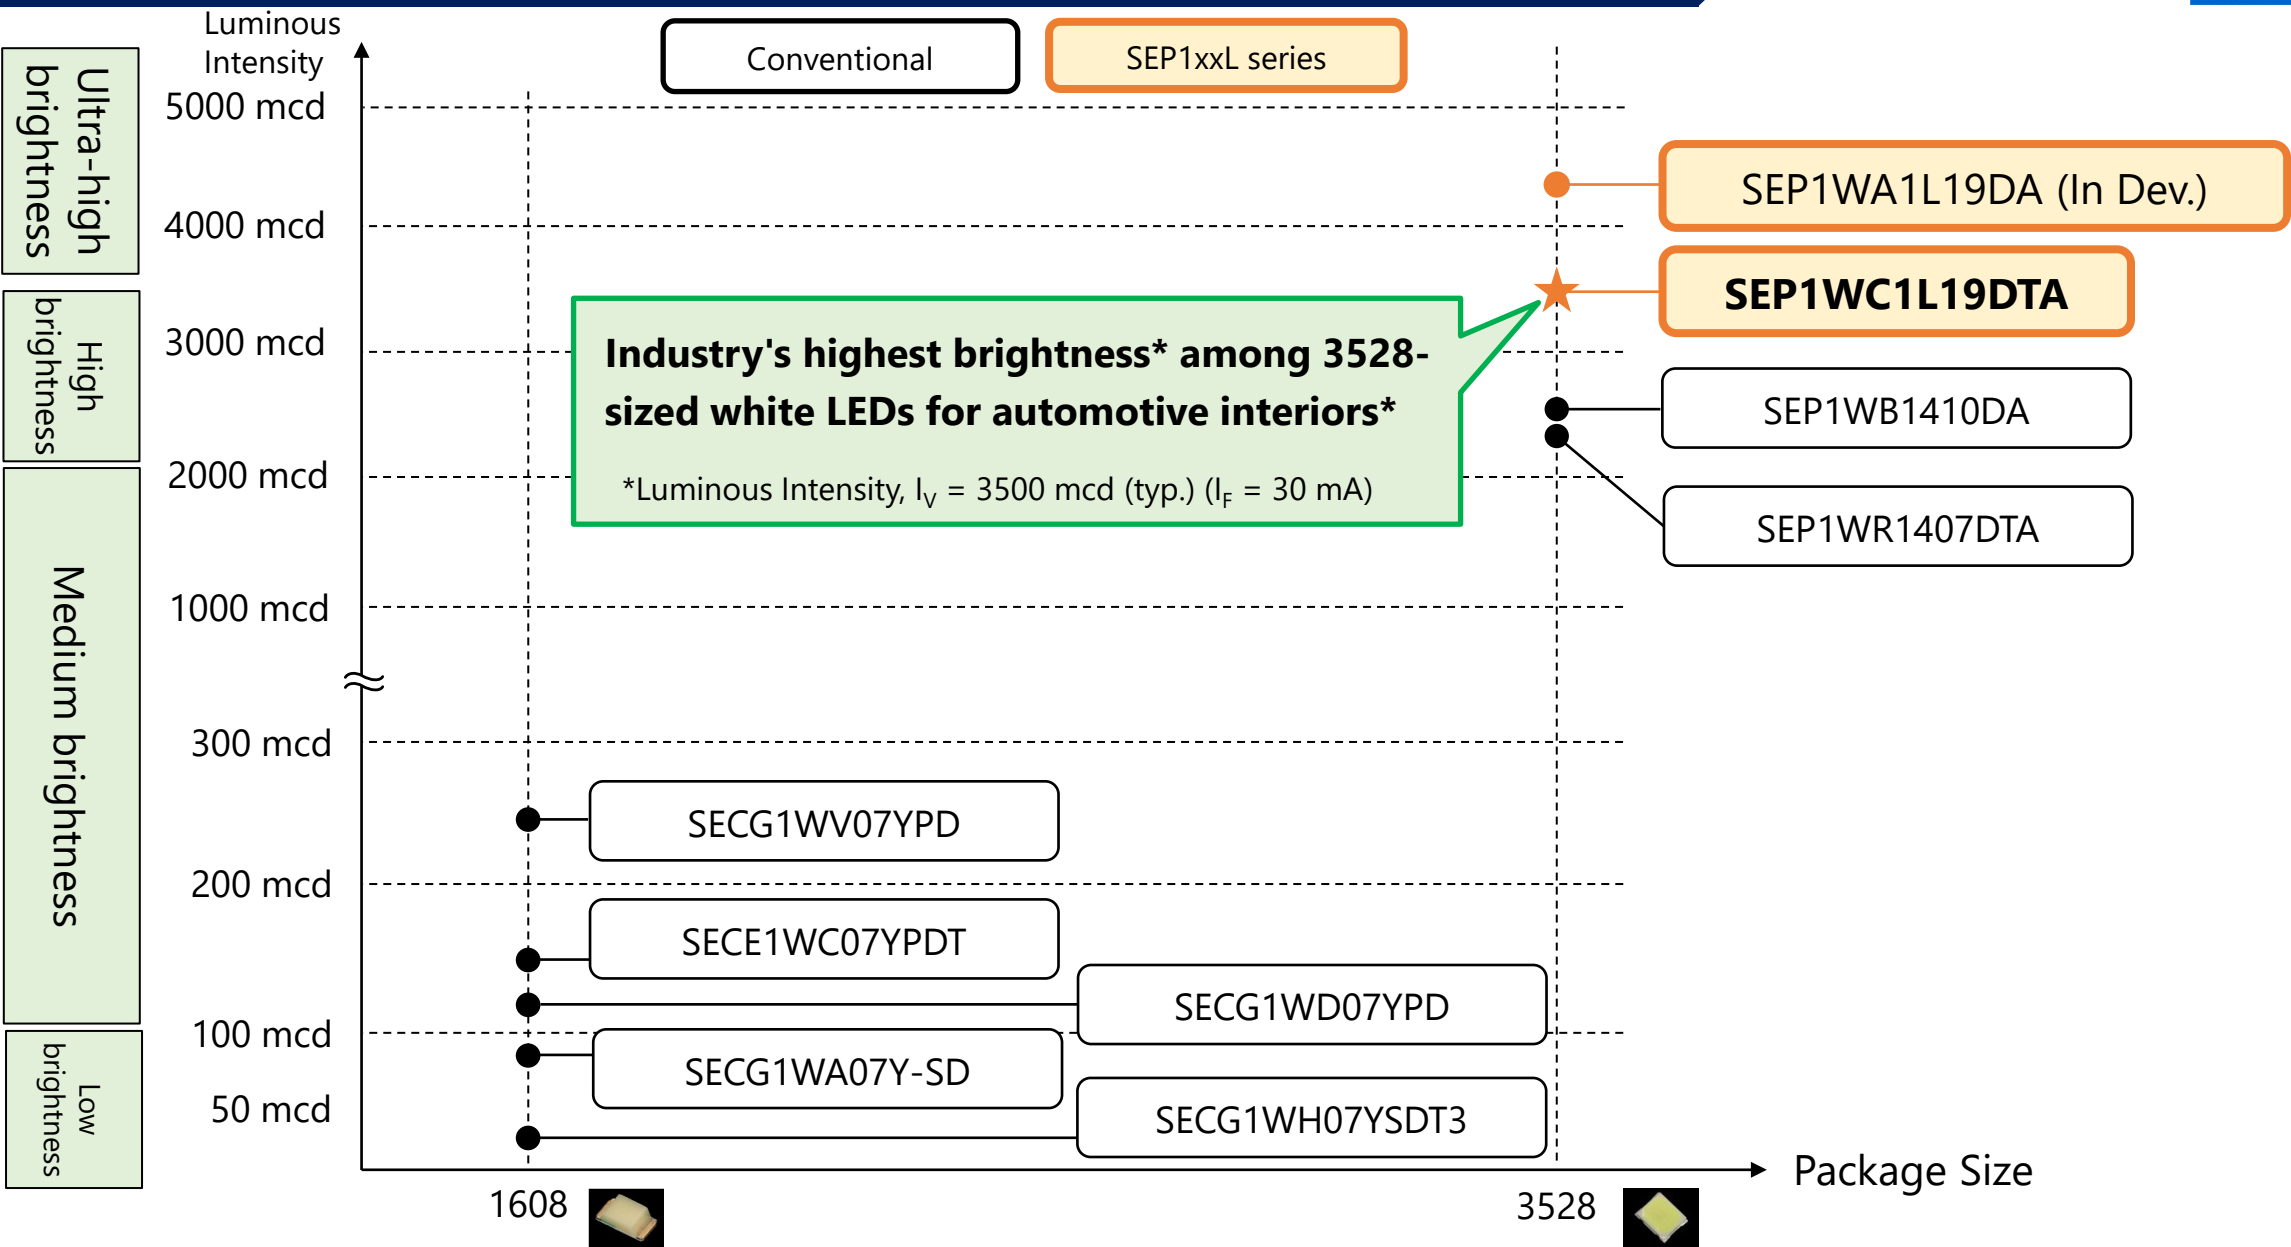 Luminous
Intensity
Conventional
SEP1xxL series
Ultra-high
brightness
High
brightness
Medium brightness
Low
brightness
5000 mcd
4000 mcd
3000 mcd
2000 mcd
1000 mcd
300 mcd
200 mcd
100 mcd
50 mcd
SEP1WA1L19DA (In Dev.)
SEP1WC1L19DTA
Industry's highest brightness* among 3528-
sized white LEDs for automotive interiors*
*Luminous Intensity, IV = 3500 mcd (typ.) (IF = 30 mA)
SEP1WB1410DA
SEP1WR1407DTA
SECG1WV07YPD
SECE1WC07YPDT
SECG1WD07YPD
SECG1WA07Y-SD
SECG1WH07YSDT3
Package Size
1608
3528